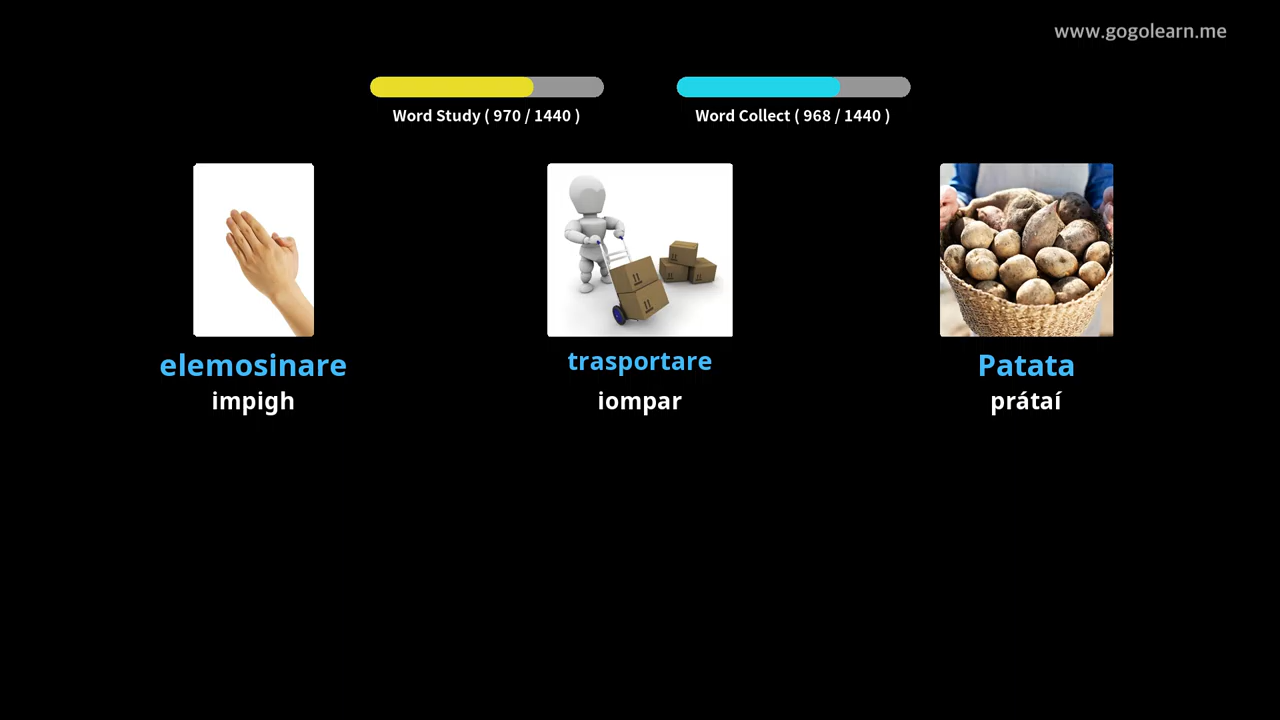 www.gogolearn.me
Word Study ( 970 / 1440 )
Word Collect ( 968 / 1440 )
elemosinare
trasportare
Patata
impigh
iompar
prátaí